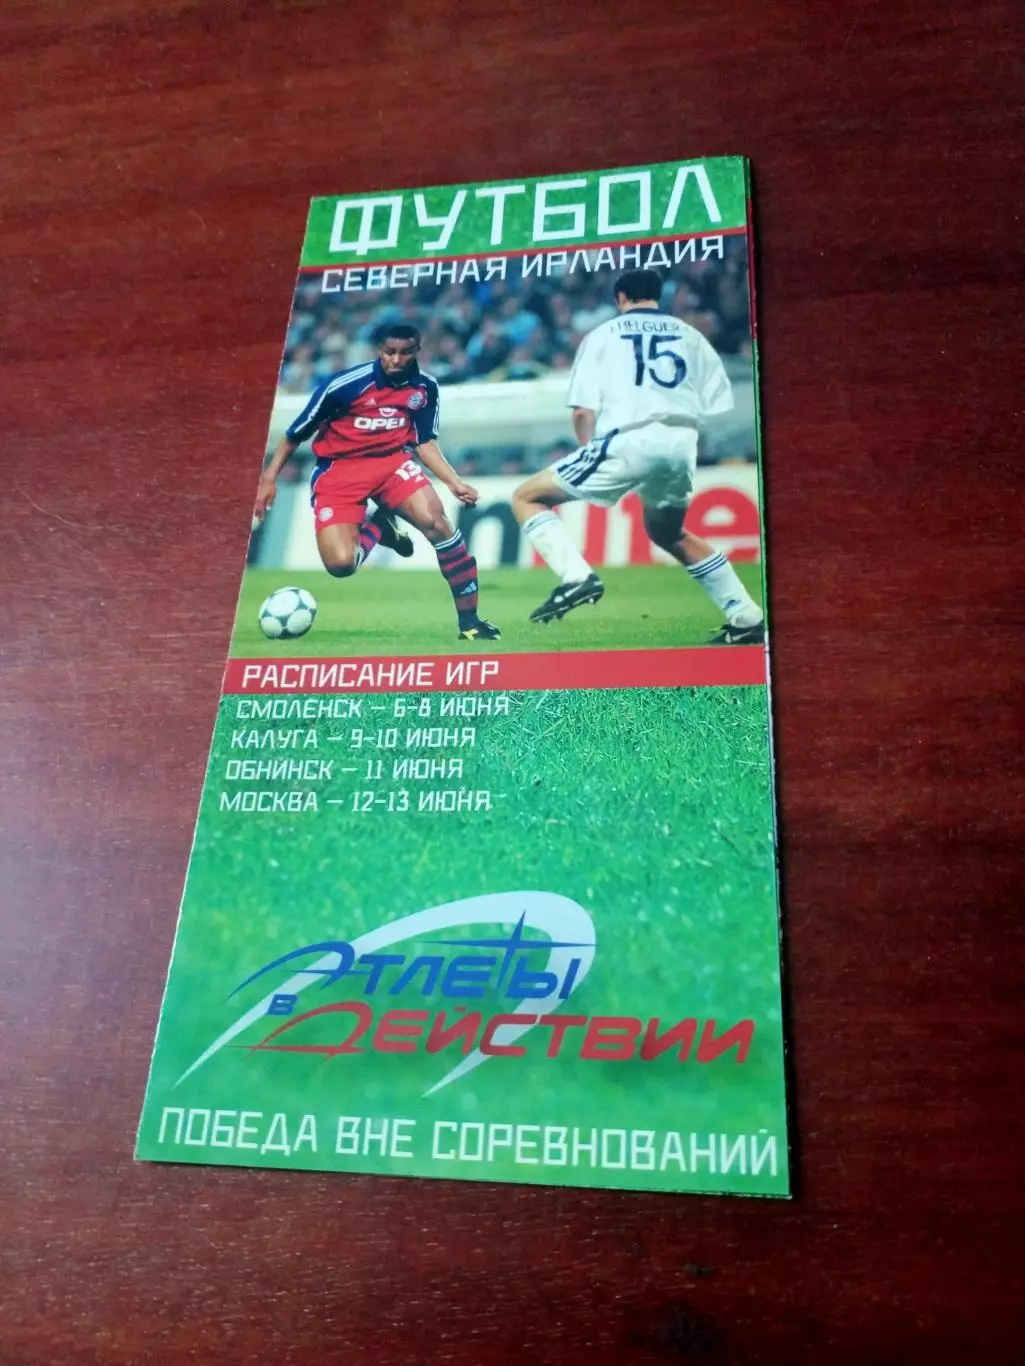 ФУТБОЛ
СЕВЕРНАЯ ИРЛАНДИЯ
15
OPEL
13
РАСПИСАНИЕ ИГР
СМОЛЕНСК – 6-8 ИЮНЯ
КАЛУГА – 9-10 ИЮНЯ
ОБНИНСК – 11 ИЮНЯ
МОСКВА – 12-13 ИЮНЯ
АТЛЕТЫ
В ДЕЙСТВИИ
ПОБЕДА ВНЕ СОРЕВНОВАНИЙ